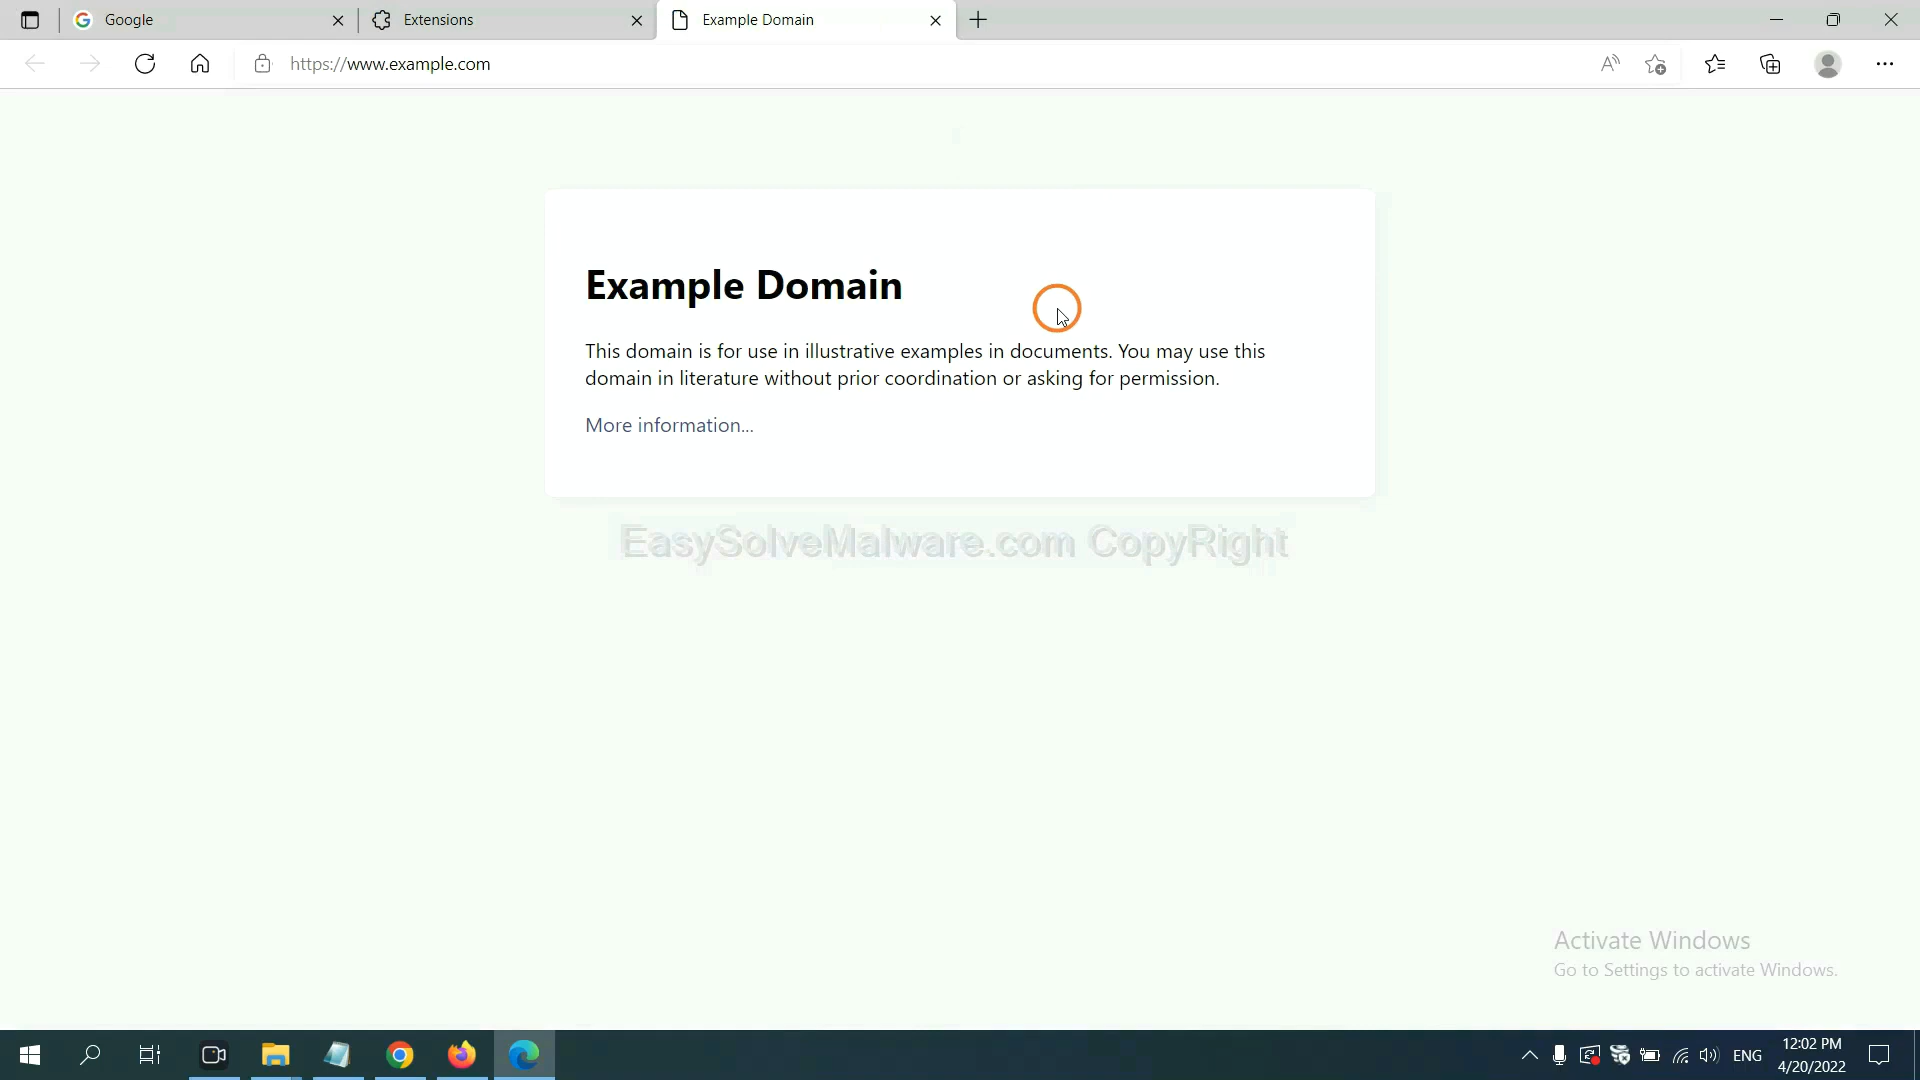 Google
Extensions
Example Domain
https://www.example.com
Example Domain
This domain is for use in illustrative examples in documents. You may use this
domain in literature without prior coordination or asking for permission.
More information...
EasySolveMalware.com CopyRight
Activate Windows
Go to Settings to activate Windows.
ENG
12:02 PM
4/20/2022